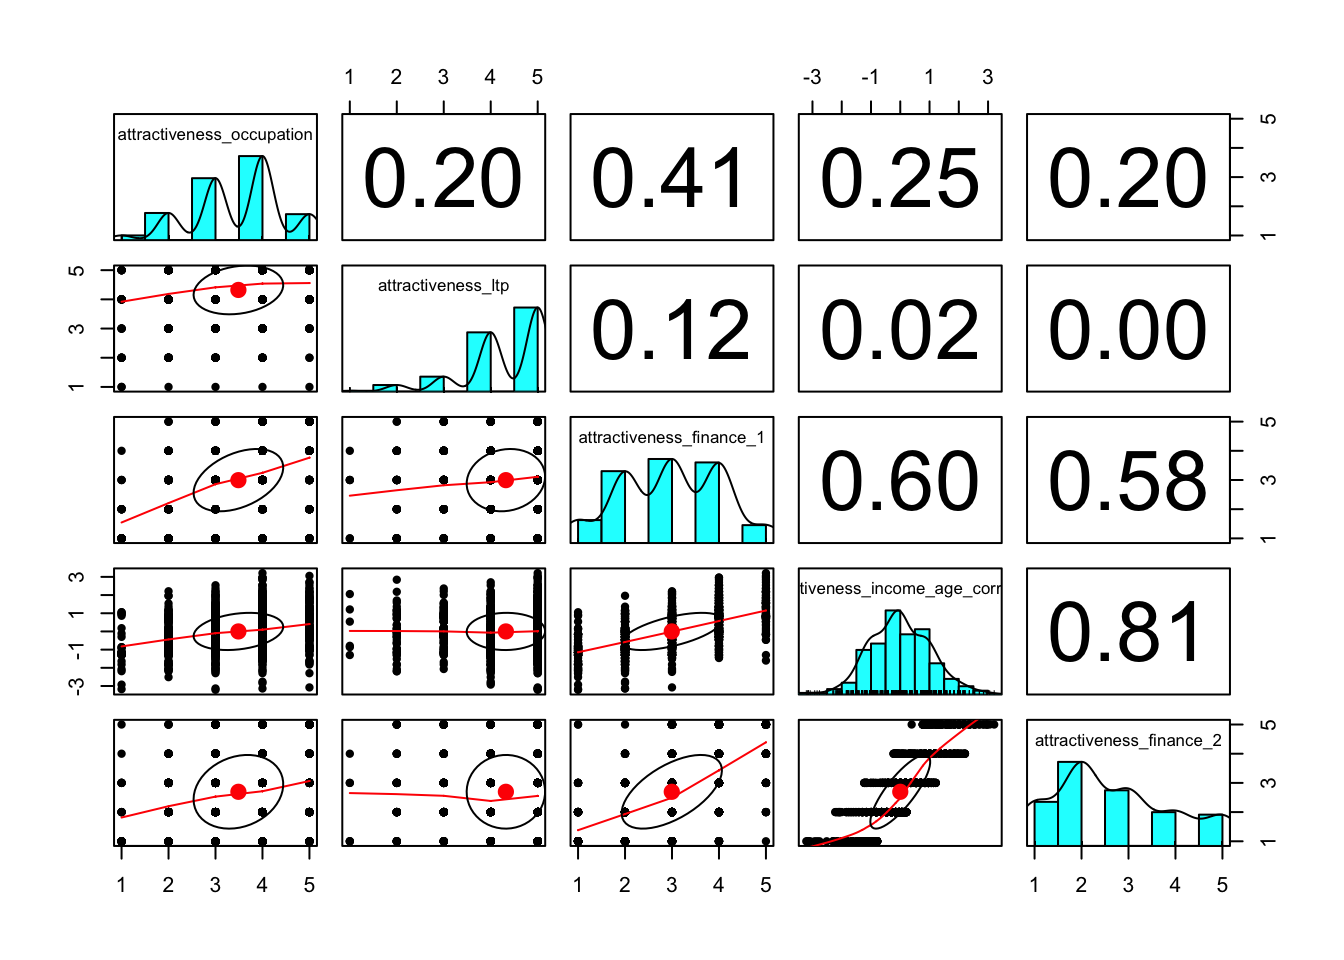 1 2 3 4 5 -3 -1 1 3
attractiveness_occupation 0.20 0.41 0.25 0.20 1 3 5
1 3 5 attractiveness_ltp 0.12 0.02 0.00
attractiveness_finance_1 0.60 0.58 1 3 5
-3 -1 1 3 tiveness_income_age_corr 0.81
attractiveness_finance_2 1 3 5
1 2 3 4 5 1 2 3 4 5 1 2 3 4 5